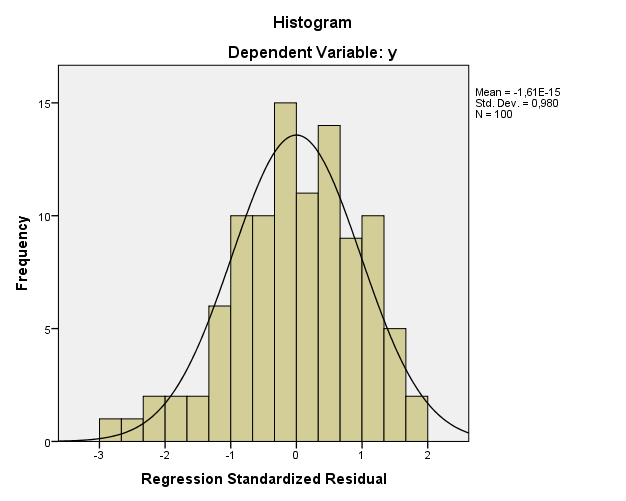 Histogram
Dependent Variable: y
Mean = -1,61E-15
Std. Dev. = 0,980
N = 100
Frequency
15
10
5
0
-3 -2 -1 0 1 2
Regression Standardized Residual